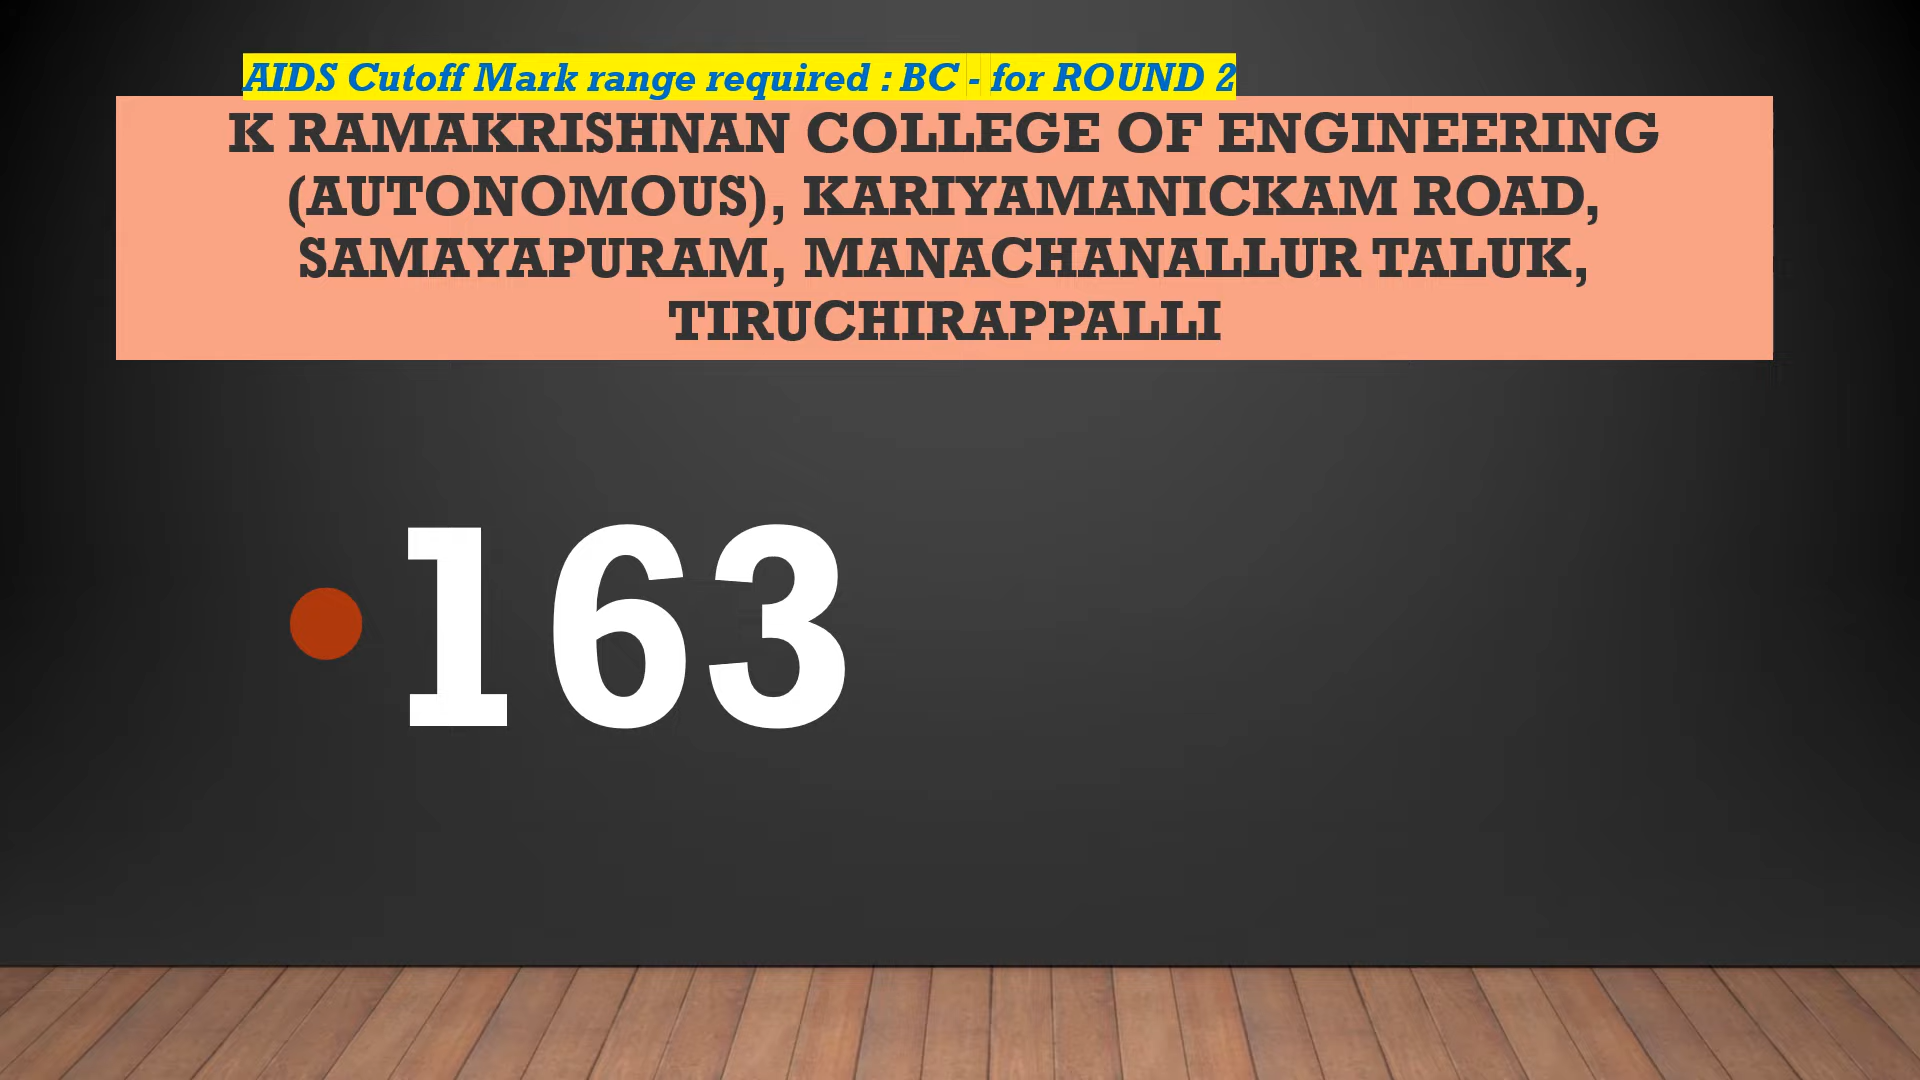 AIDS Cutoff Mark range required : BC - for ROUND 2
K RAMAKRISHNAN COLLEGE OF ENGINEERING
(AUTONOMOUS), KARIYAMANICKAM ROAD,
SAMAYAPURAM, MANACHANALLUR TALUK,
TIRUCHIRAPPALLI
• 163